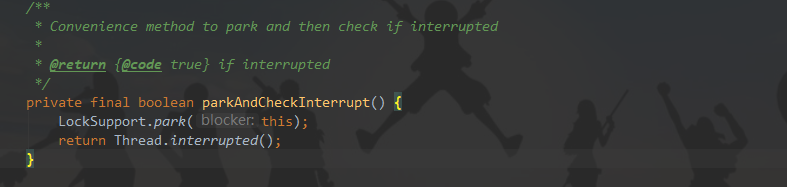 /**
 * Convenience method to park and then check if interrupted
 *
 * @return {@code true} if interrupted
 */
private final boolean parkAndCheckInterrupt() {
    LockSupport.park( blocker: this);
    return Thread.interrupted();
}